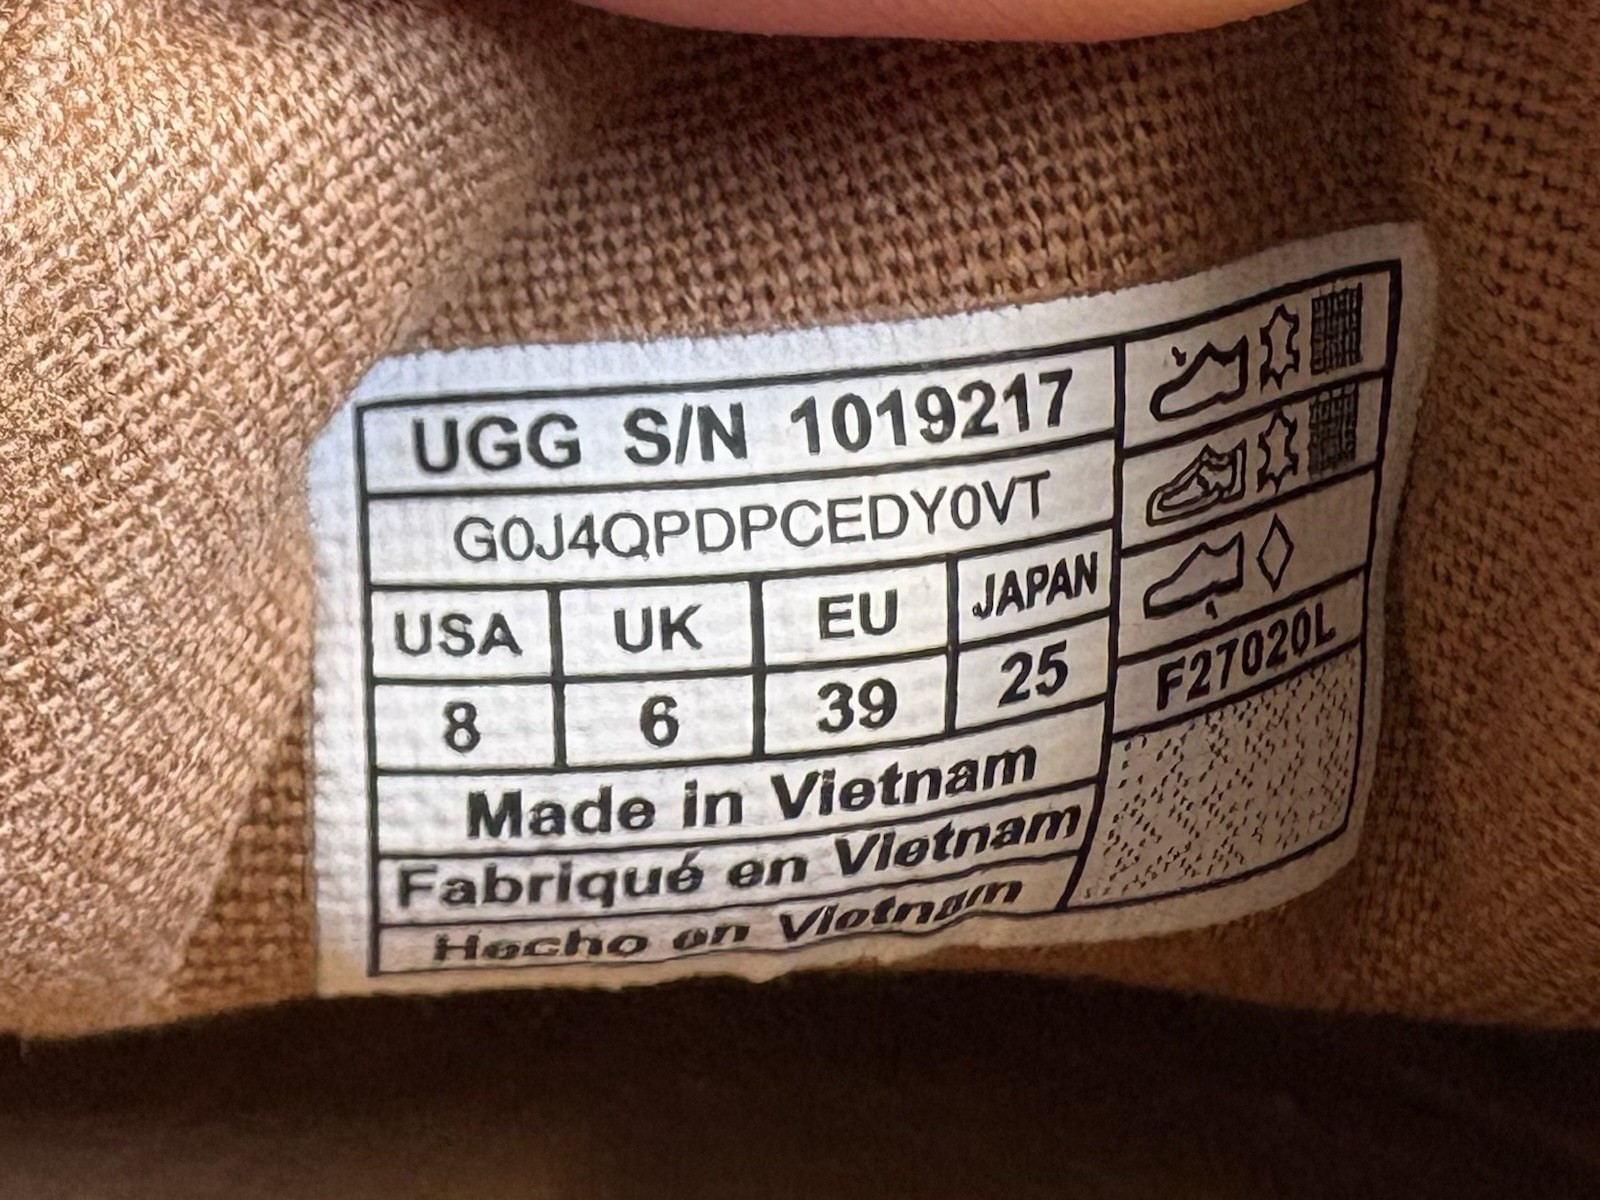 UGG S/N 1019217
G0J4QPDPCEDY0VT
USA UK EU JAPAN
8 6 39 25
Made in Vietnam
Fabriqué en Vietnam
Hecho en Vietnam
F27020L